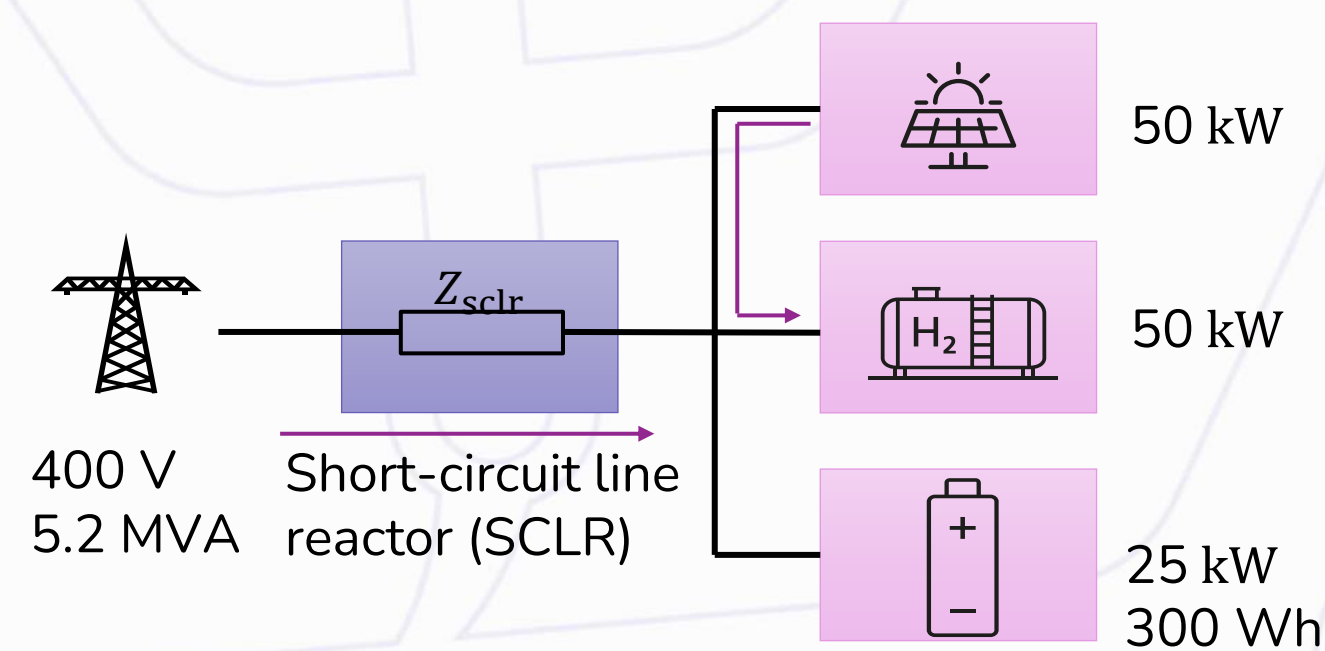 50 kW
Z_sclr
H₂
50 kW
400 V
5.2 MVA
Short-circuit line
reactor (SCLR)
+
−
25 kW
300 Wh